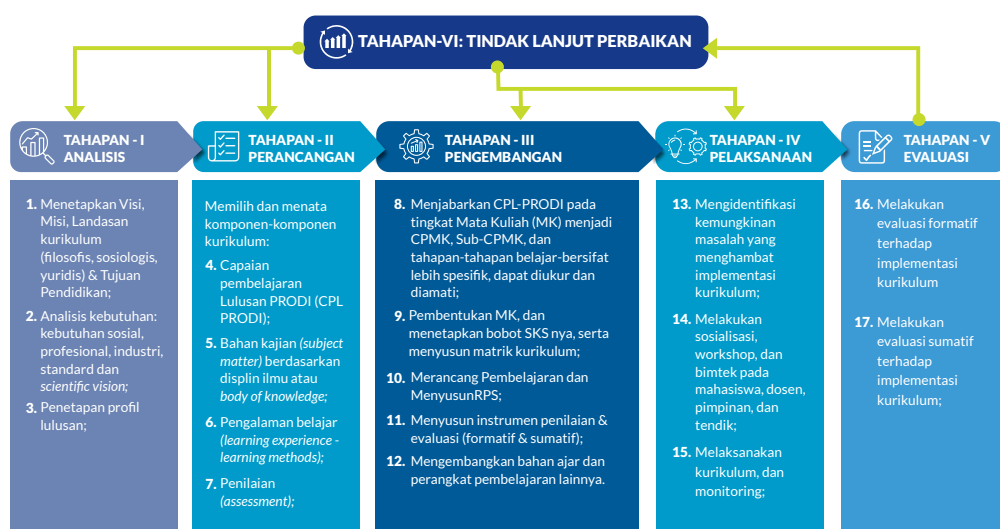 TAHAPAN-VI: TINDAK LANJUT PERBAIKAN
TAHAPAN - I
ANALISIS
1. Menetapkan Visi,
Misi, Landasan
kurikulum
(filosofis, sosiologis,
yuridis) & Tujuan
Pendidikan;
2. Analisis kebutuhan:
kebutuhan sosial,
profesional, industri,
standard dan
scientific vision;
3. Penetapan profil
lulusan;
TAHAPAN - II
PERANCANGAN
Memilih dan menata
komponen-komponen
kurikulum:
4. Capaian
pembelajaran
Lulusan PRODI (CPL
PRODI);
5. Bahan kajian (subject
matter) berdasarkan
displin ilmu atau
body of knowledge;
6. Pengalaman belajar
(learning experience -
learning methods);
7. Penilaian
(assessment);
TAHAPAN - III
PENGEMBANGAN
8. Menjabarkan CPL-PRODI pada
tingkat Mata Kuliah (MK) menjadi
CPMK, Sub-CPMK, dan
tahapan-tahapan belajar-bersifat
lebih spesifik, dapat diukur dan
diamati;
9. Pembentukan MK, dan
menetapkan bobot SKS nya, serta
menyusun matrik kurikulum;
10. Merancang Pembelajaran dan
MenyusunRPS;
11. Menyusun instrumen penilaian &
evaluasi (formatif & sumatif);
12. Mengembangkan bahan ajar dan
perangkat pembelajaran lainnya.
TAHAPAN - IV
PELAKSANAAN
13. Mengidentifikasi
kemungkinan
masalah yang
menghambat
implementasi
kurikulum;
14. Melakukan
sosialisasi,
workshop, dan
bimtek pada
mahasiswa, dosen,
pimpinan, dan
tendik;
15. Melaksanakan
kurikulum, dan
monitoring;
TAHAPAN - V
EVALUASI
16. Melakukan
evaluasi formatif
terhadap
implementasi
kurikulum
17. Melakukan
evaluasi sumatif
terhadap
implementasi
kurikulum;